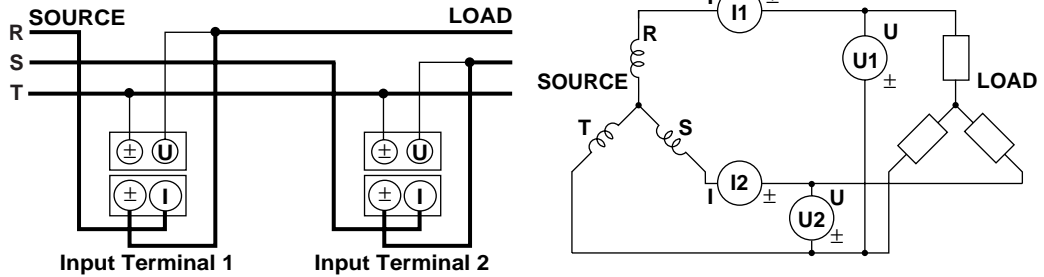 SOURCE
LOAD
R
S
T
± U
± U
± I
± I
Input Terminal 1
Input Terminal 2
I1
±
R
U
U1
±
SOURCE
LOAD
T
S
I
I2
±
U
U2
±